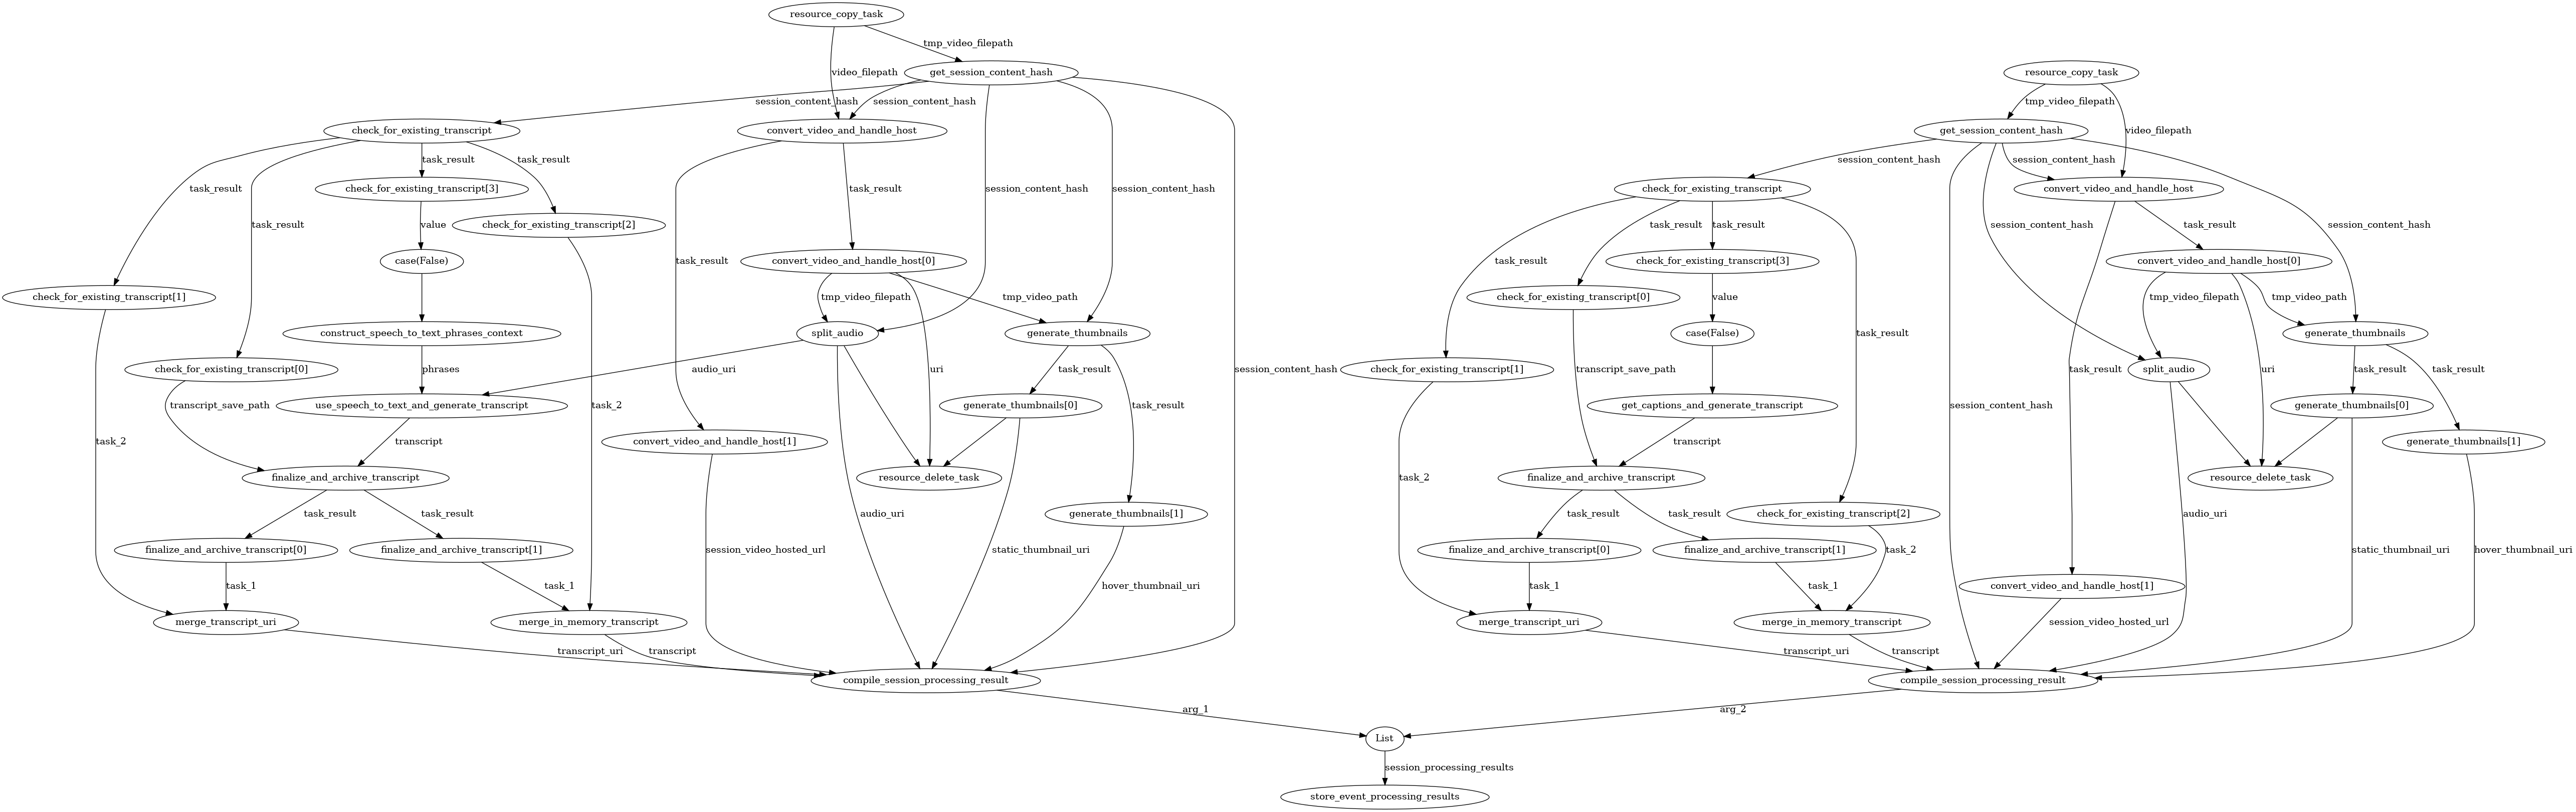 resource_copy_task
tmp_video_filepath
video_filepath
get_session_content_hash
resource_copy_task
session_content_hash
session_content_hash
tmp_video_filepath
check_for_existing_transcript
convert_video_and_handle_host
get_session_content_hash
video_filepath
task_result
task_result
session_content_hash
session_content_hash
task_result
check_for_existing_transcript[3]
task_result
session_content_hash
session_content_hash
check_for_existing_transcript
convert_video_and_handle_host
task_result
value
check_for_existing_transcript[2]
task_result
task_result
session_content_hash
task_result
session_content_hash
case(False)
task_result
convert_video_and_handle_host[0]
task_result
check_for_existing_transcript[3]
convert_video_and_handle_host[0]
check_for_existing_transcript[1]
tmp_video_filepath
tmp_video_path
check_for_existing_transcript[0]
value
tmp_video_filepath
tmp_video_path
construct_speech_to_text_phrases_context
split_audio
generate_thumbnails
case(False)
task_result
generate_thumbnails
check_for_existing_transcript[0]
phrases
audio_uri
uri
task_result
session_content_hash
check_for_existing_transcript[1]
transcript_save_path
task_result
split_audio
uri
task_result
task_result
transcript_save_path
use_speech_to_text_and_generate_transcript
task_2
generate_thumbnails[0]
task_result
get_captions_and_generate_transcript
session_content_hash
generate_thumbnails[0]
task_2
transcript
convert_video_and_handle_host[1]
transcript
generate_thumbnails[1]
finalize_and_archive_transcript
resource_delete_task
task_2
finalize_and_archive_transcript
resource_delete_task
task_result
task_result
audio_uri
generate_thumbnails[1]
task_result
task_result
check_for_existing_transcript[2]
audio_uri
finalize_and_archive_transcript[0]
finalize_and_archive_transcript[1]
session_video_hosted_url
static_thumbnail_uri
finalize_and_archive_transcript[0]
finalize_and_archive_transcript[1]
task_2
static_thumbnail_uri
hover_thumbnail_uri
task_1
task_1
hover_thumbnail_uri
task_1
task_1
convert_video_and_handle_host[1]
merge_transcript_uri
merge_in_memory_transcript
merge_transcript_uri
merge_in_memory_transcript
session_video_hosted_url
transcript_uri
transcript
transcript_uri
transcript
compile_session_processing_result
compile_session_processing_result
arg_1
arg_2
List
session_processing_results
store_event_processing_results